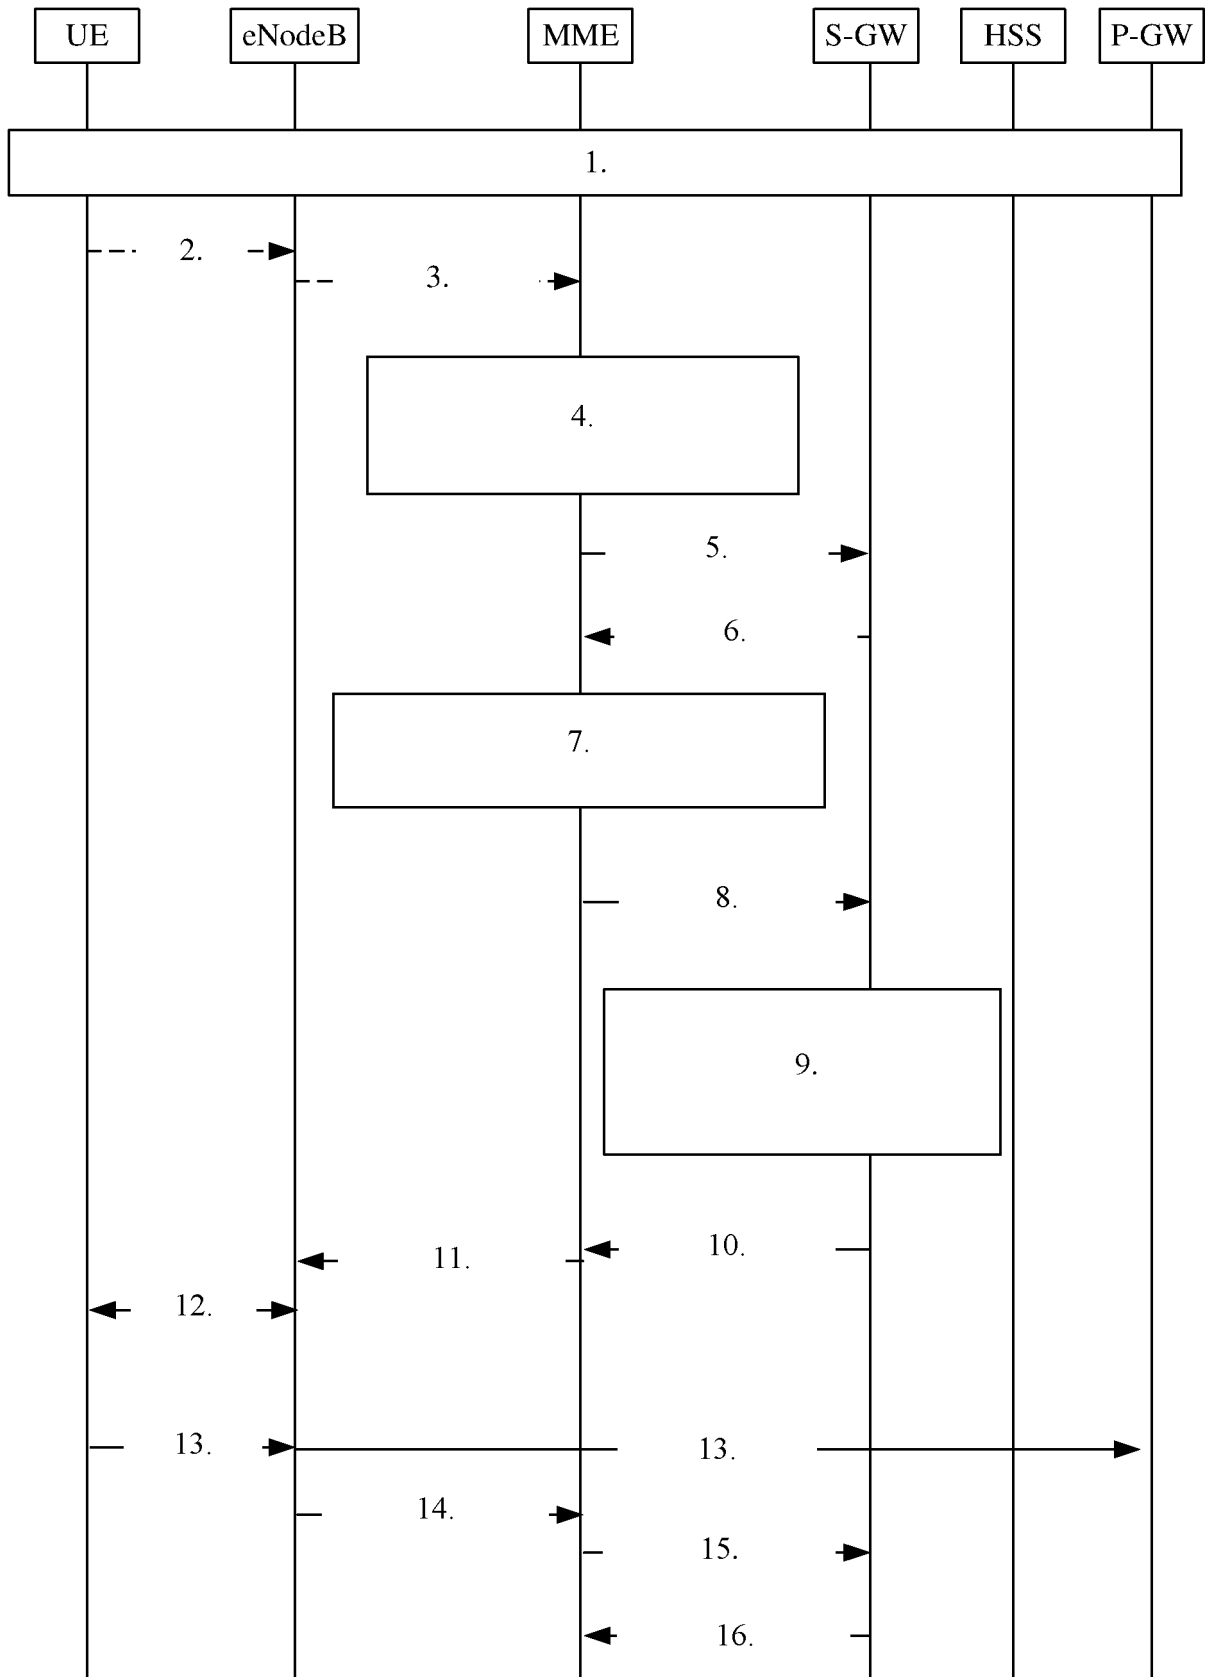 UE
eNodeB
MME
S-GW
HSS
P-GW
1.
2.
3.
4.
5.
6.
7.
8.
9.
10.
11.
12.
13.
13.
14.
15.
16.